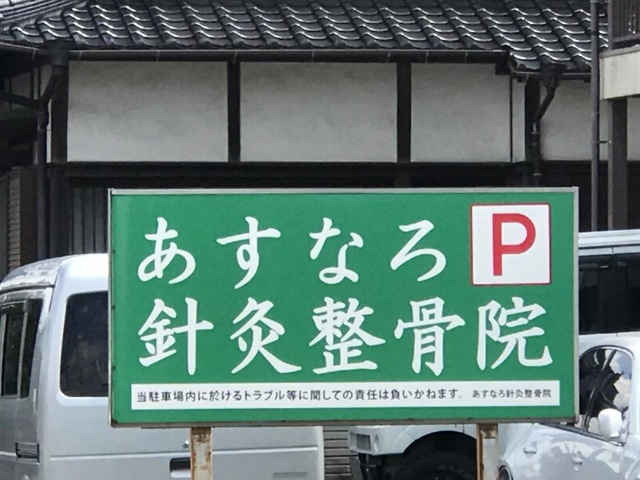 あすなろ P
針灸整骨院
当駐車場内に於けるトラブル等に関しての責任は負いかねます。 あすなろ針灸整骨院